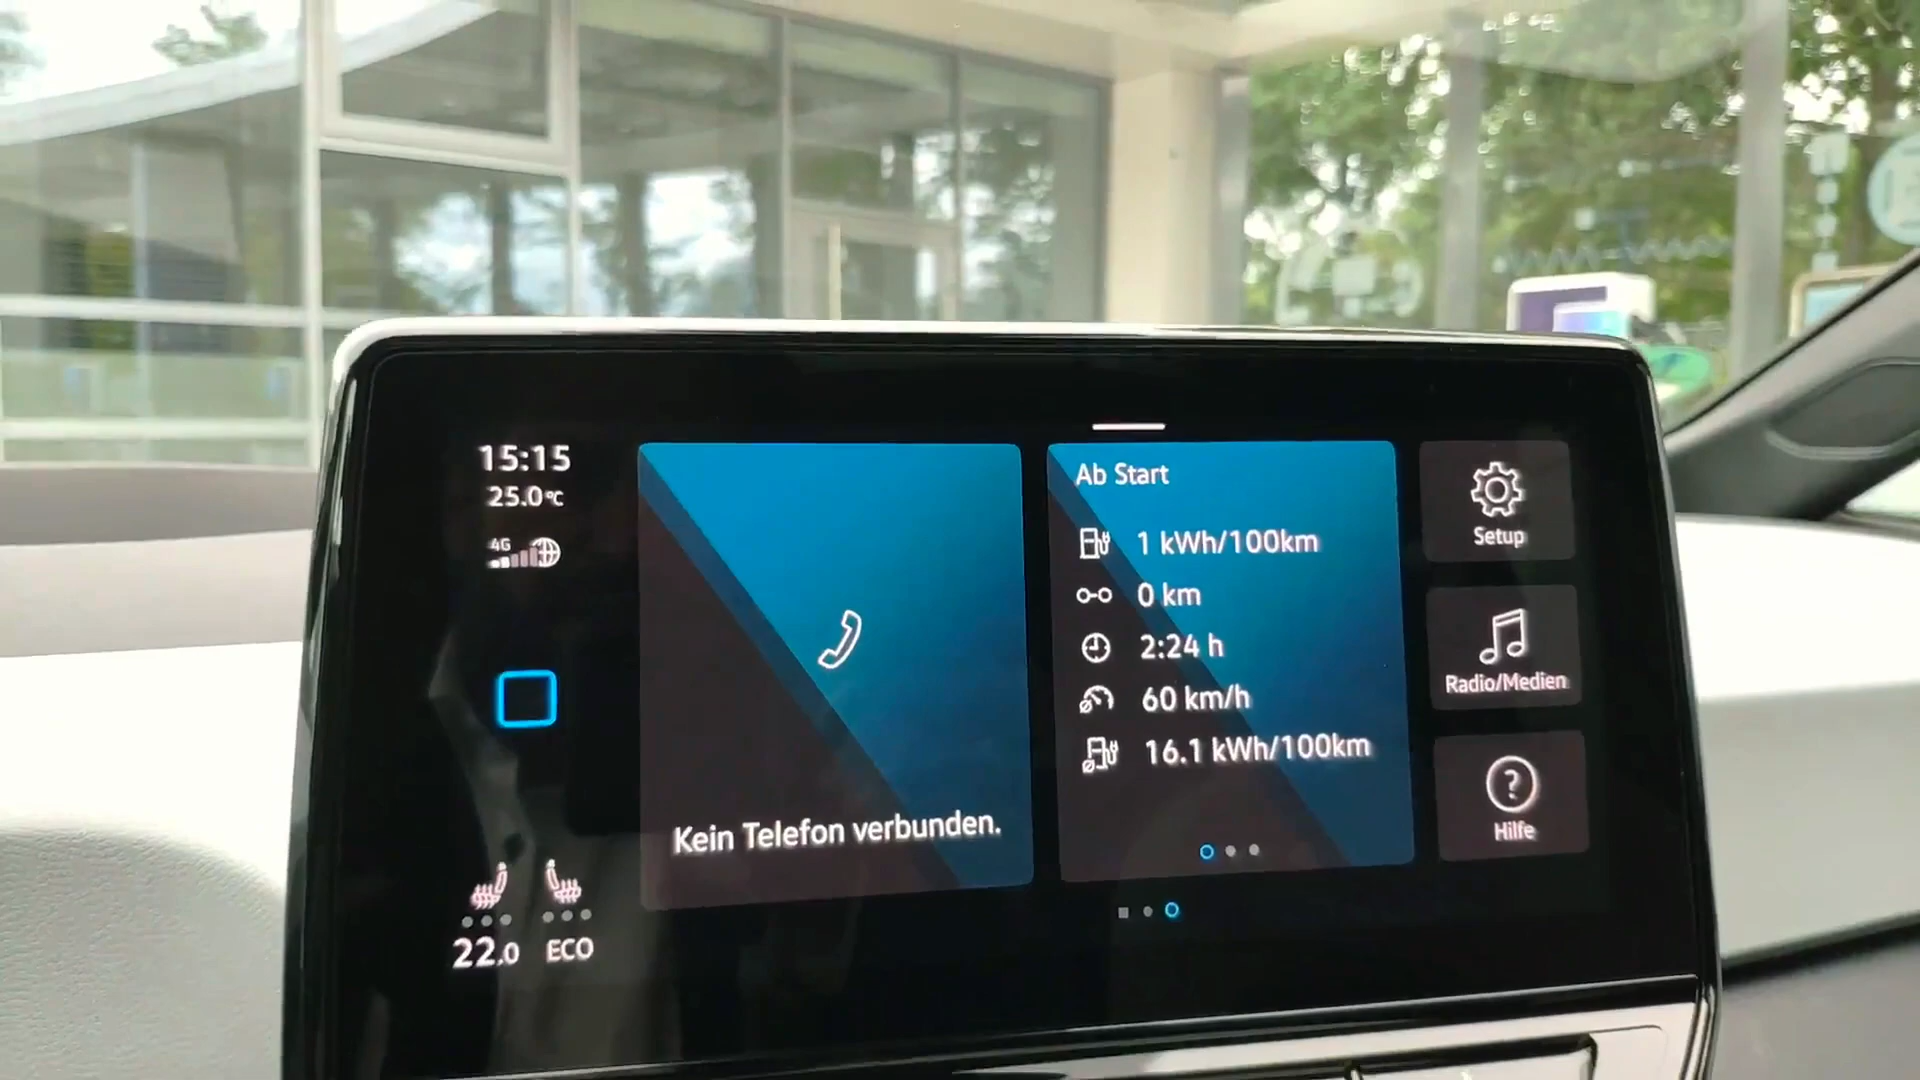 15:15
25.0°C
4G
22.0 ECO
Kein Telefon verbunden.
Ab Start
1 kWh/100km
0 km
2:24 h
60 km/h
16.1 kWh/100km
Setup
Radio/Medien
Hilfe